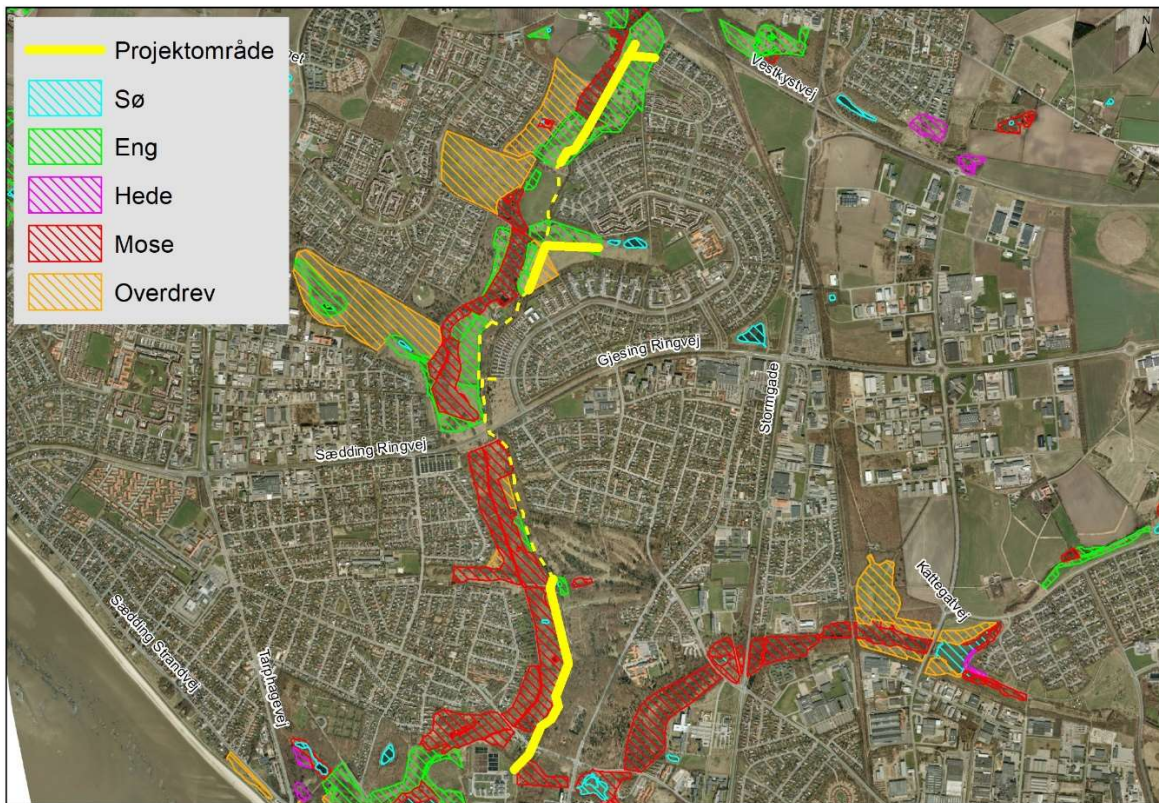 Projektområde
Sø
Eng
Hede
Mose
Overdrev
N
Vestkystvej
Gjesing Ringvej
Stormgade
Sædding Ringvej
Kattegatvej
Sædding Strandvej
Tarphagevej